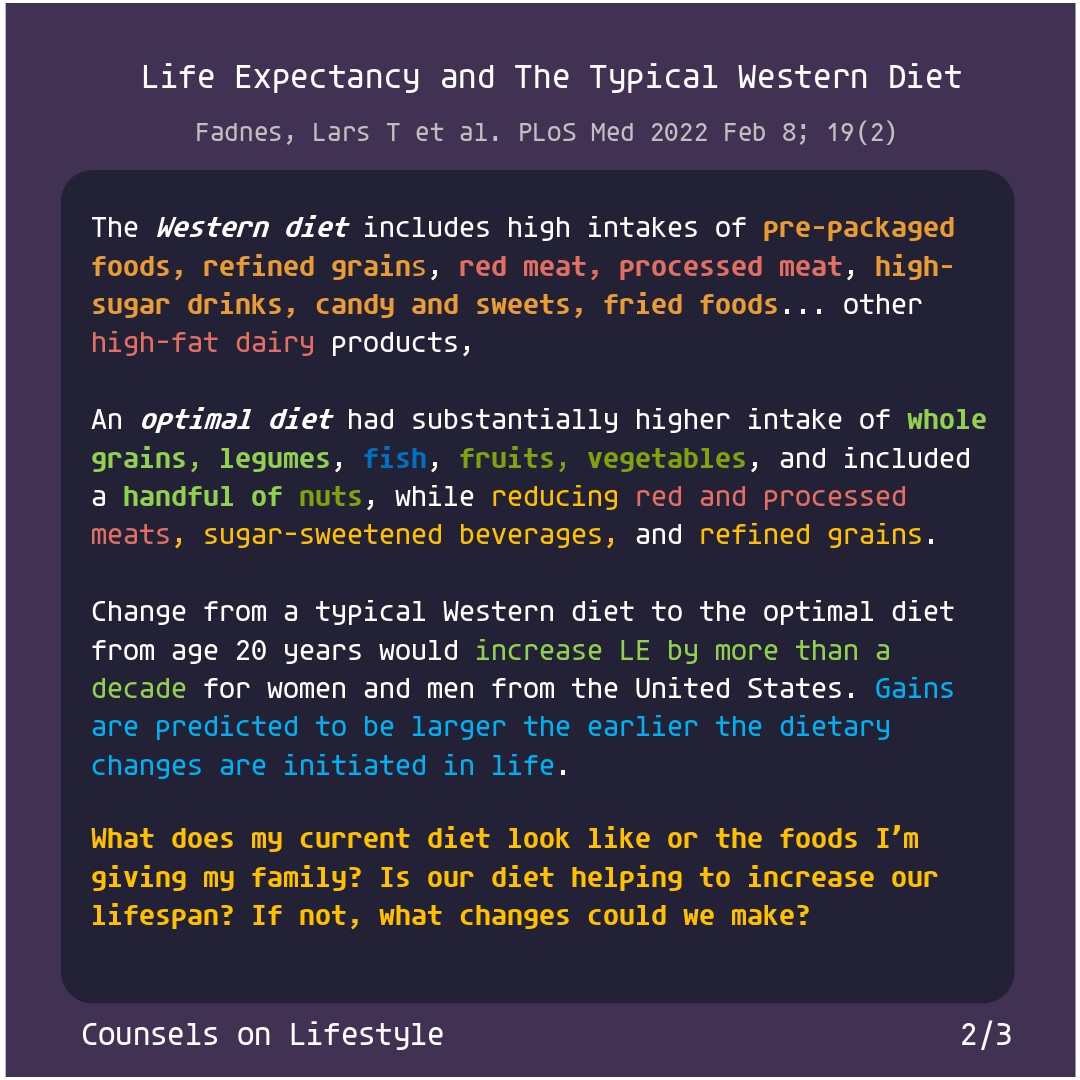 Life Expectancy and The Typical Western Diet
Fadnes, Lars T et al. PLoS Med 2022 Feb 8; 19(2)
The Western diet includes high intakes of pre-packaged
foods, refined grains, red meat, processed meat, high-
sugar drinks, candy and sweets, fried foods... other
high-fat dairy products,
An optimal diet had substantially higher intake of whole
grains, legumes, fish, fruits, vegetables, and included
a handful of nuts, while reducing red and processed
meats, sugar-sweetened beverages, and refined grains.
Change from a typical Western diet to the optimal diet
from age 20 years would increase LE by more than a
decade for women and men from the United States. Gains
are predicted to be larger the earlier the dietary
changes are initiated in life.
What does my current diet look like or the foods I’m
giving my family? Is our diet helping to increase our
lifespan? If not, what changes could we make?
Counsels on Lifestyle
2/3